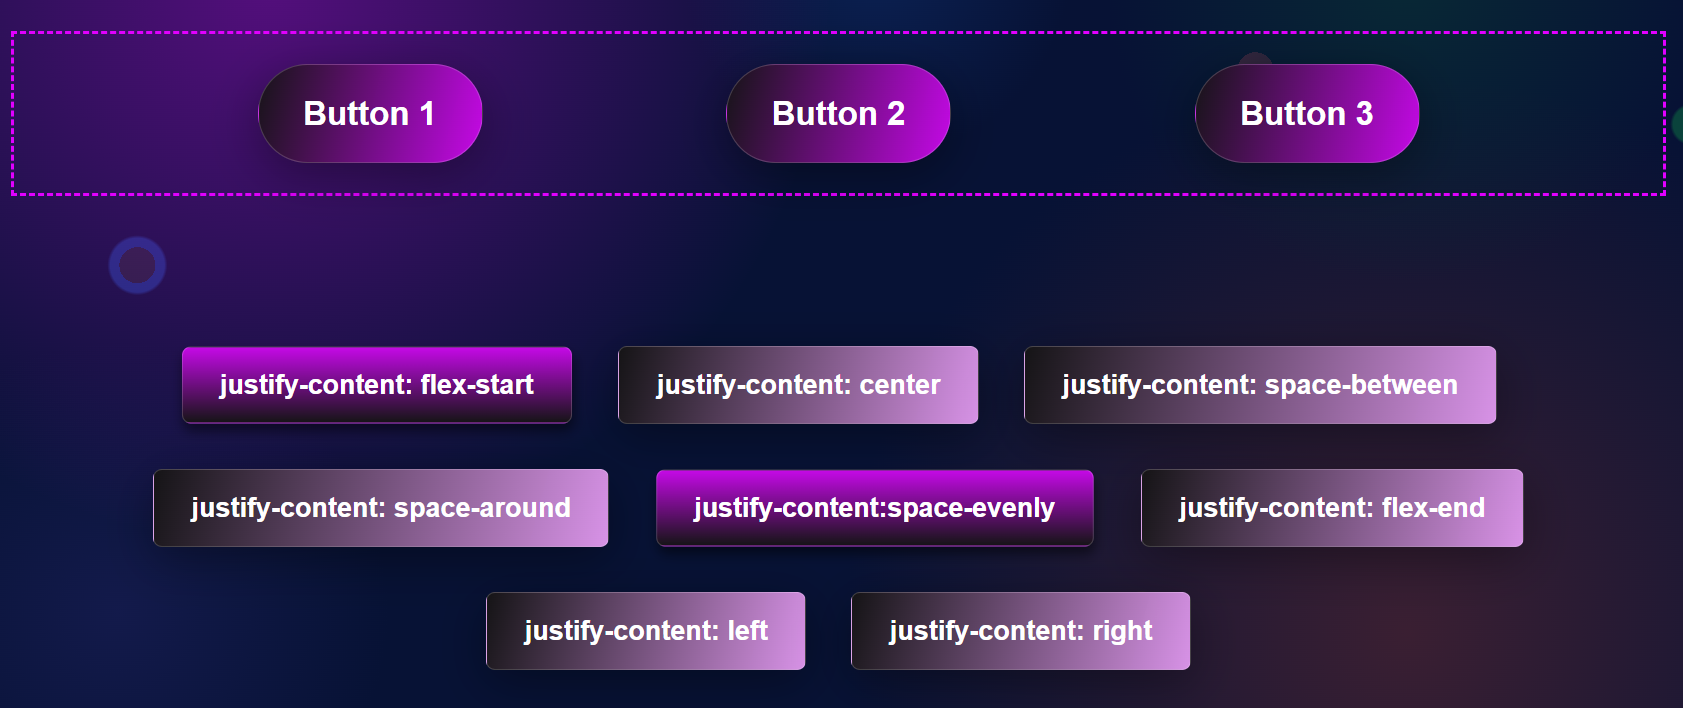 Button 1 Button 2 Button 3
justify-content: flex-start justify-content: center justify-content: space-between
justify-content: space-around justify-content:space-evenly justify-content: flex-end
justify-content: left justify-content: right